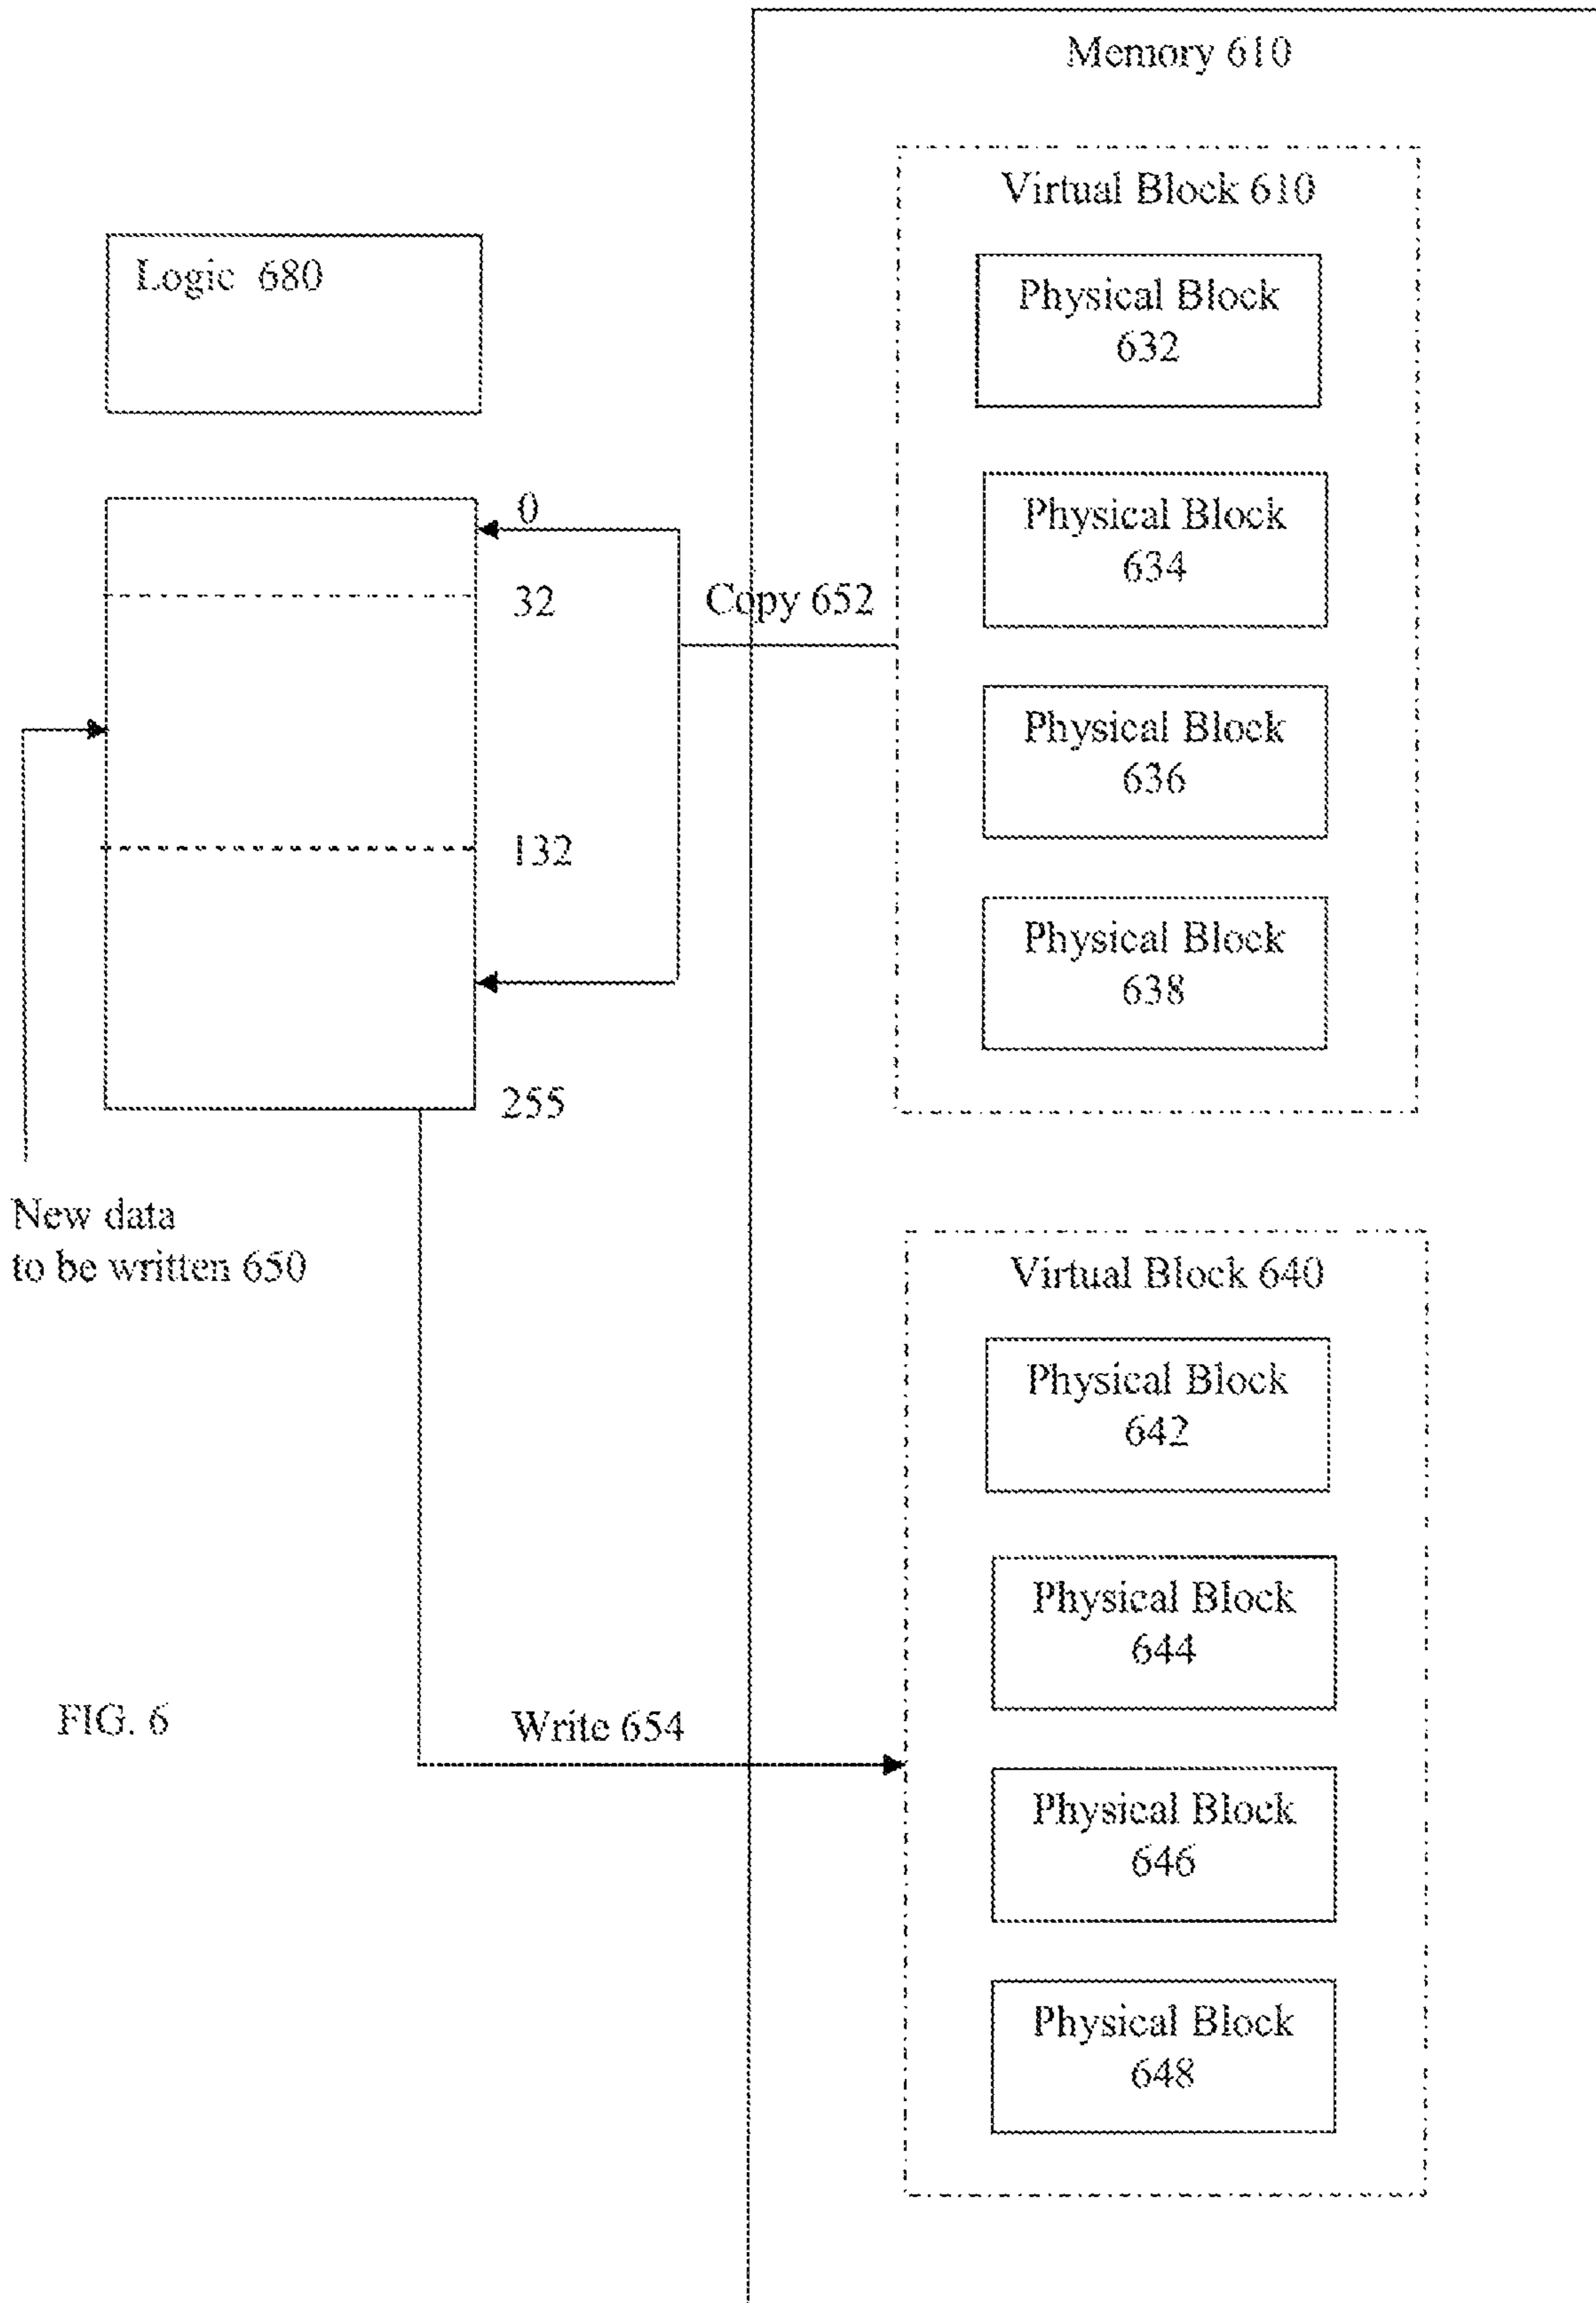 Memory 610
Virtual Block 610
Physical Block
632
Physical Block
634
Physical Block
636
Physical Block
638
Logic 680
0
32
132
255
Copy 652
New data
to be written 650
Virtual Block 640
Physical Block
642
Physical Block
644
Physical Block
646
Physical Block
648
Write 654
FIG. 6